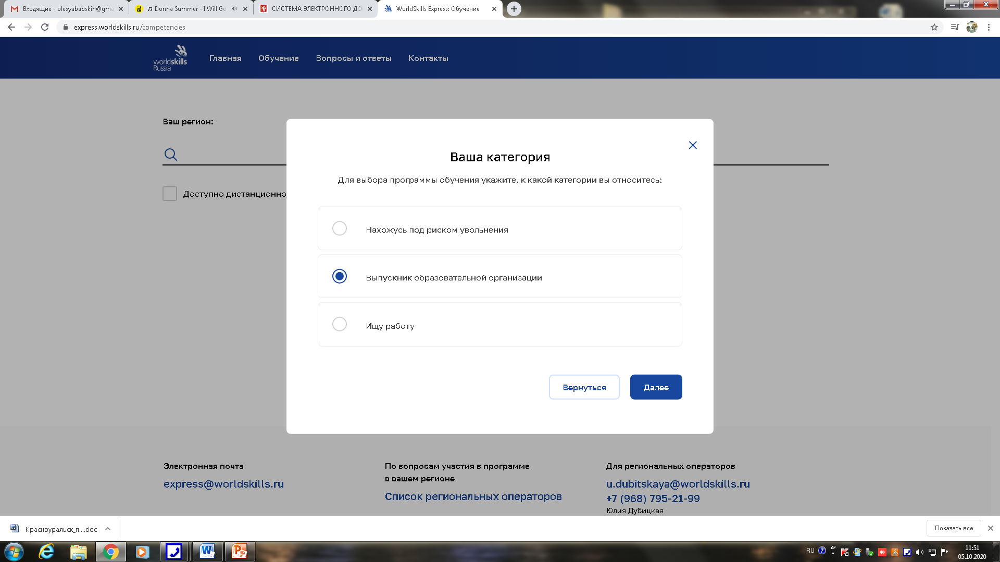 Входящие - olesyababskih@gma
Donna Summer - I Will Go
СИСТЕМА ЭЛЕКТРОННОГО ДО
WorldSkills Express: Обучение
express.worldskills.ru/competencies
worldskills
Russia
Главная
Обучение
Вопросы и ответы
Контакты
Ваш регион:
Доступно дистанционно
Ваша категория
Для выбора программы обучения укажите, к какой категории вы относитесь:
Нахожусь под риском увольнения
Выпускник образовательной организации
Ищу работу
Вернуться
Далее
Электронная почта
express@worldskills.ru
По вопросам участия в программе
в вашем регионе
Список региональных операторов
Для региональных операторов
u.dubitskaya@worldskills.ru
+7 (968) 795-21-99
Юлия Дубицкая
Красноуральск_п....doc
Показать все
RU
11:51
05.10.2020